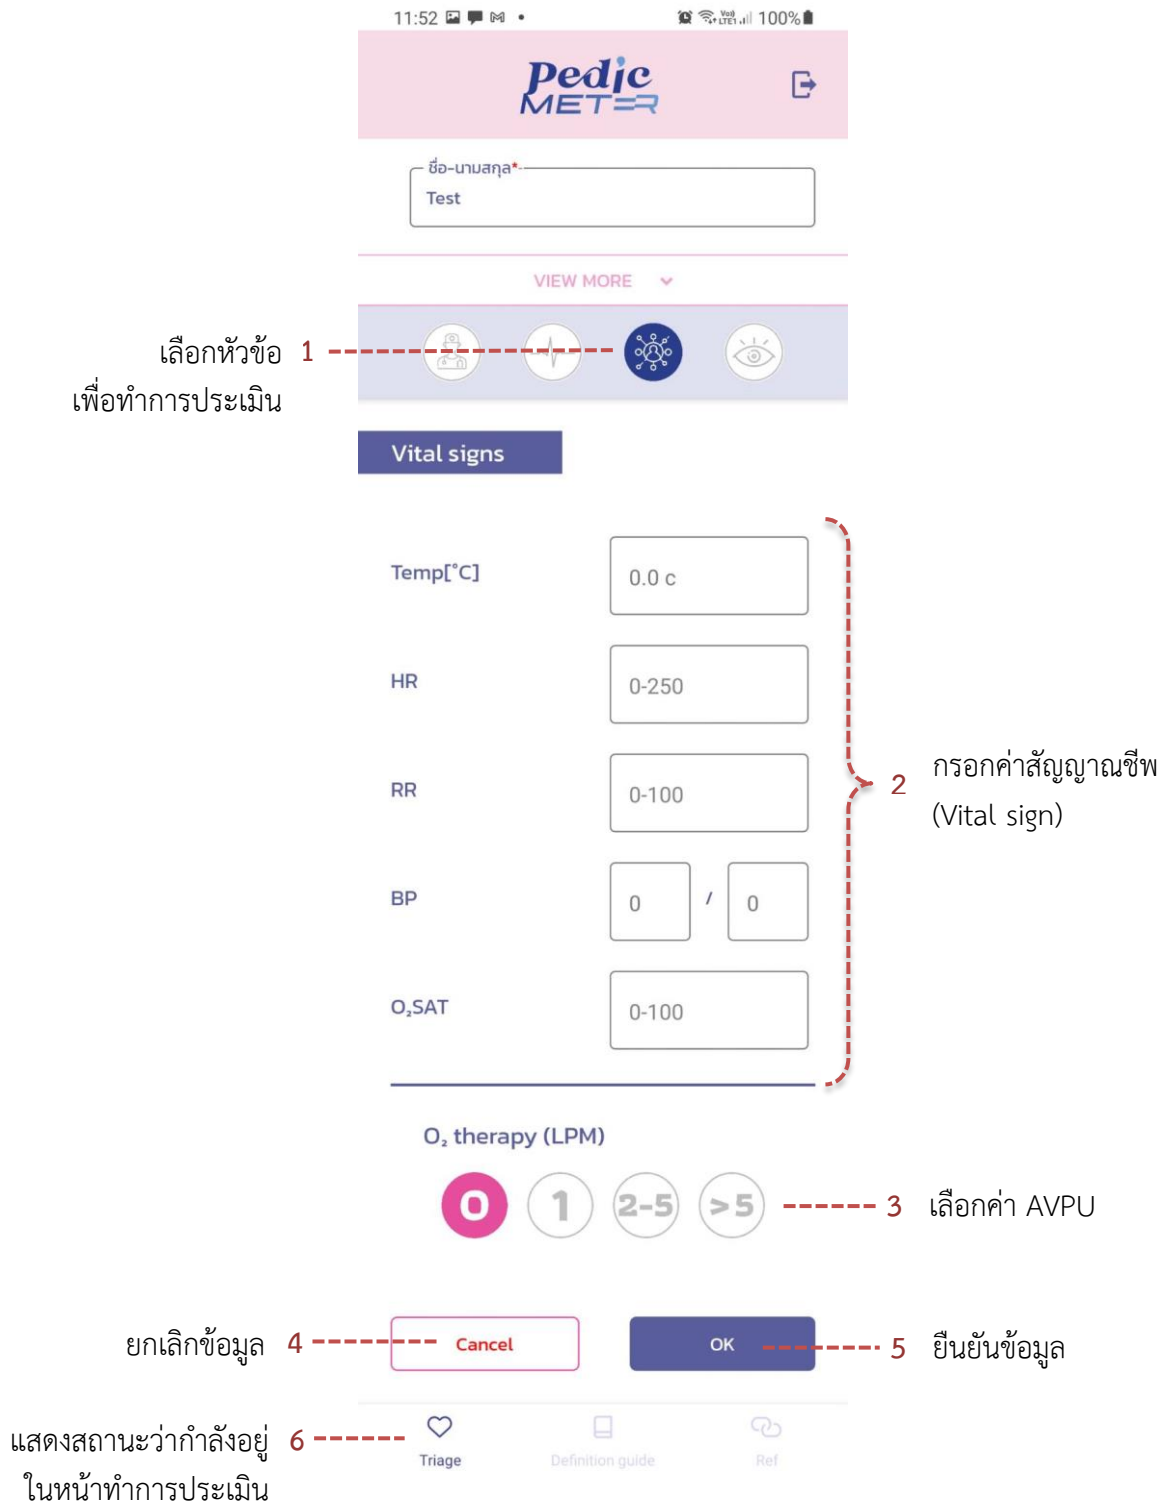 11:52
Vo))
LTE1
100%
Pedic
METER
ชื่อ-นามสกุล*
Test
VIEW MORE
เลือกหัวข้อ 1
เพื่อทำการประเมิน
Vital signs
Temp[°C]
0.0 c
HR
0-250
RR
0-100
2 กรอกค่าสัญญาณชีพ
(Vital sign)
BP
0 / 0
O₂SAT
0-100
O₂ therapy (LPM)
0 1 2-5 >5
3 เลือกค่า AVPU
ยกเลิกข้อมูล 4
Cancel
OK
5 ยืนยันข้อมูล
แสดงสถานะว่ากำลังอยู่ 6
ในหน้าทำการประเมิน
Triage
Definition guide
Ref